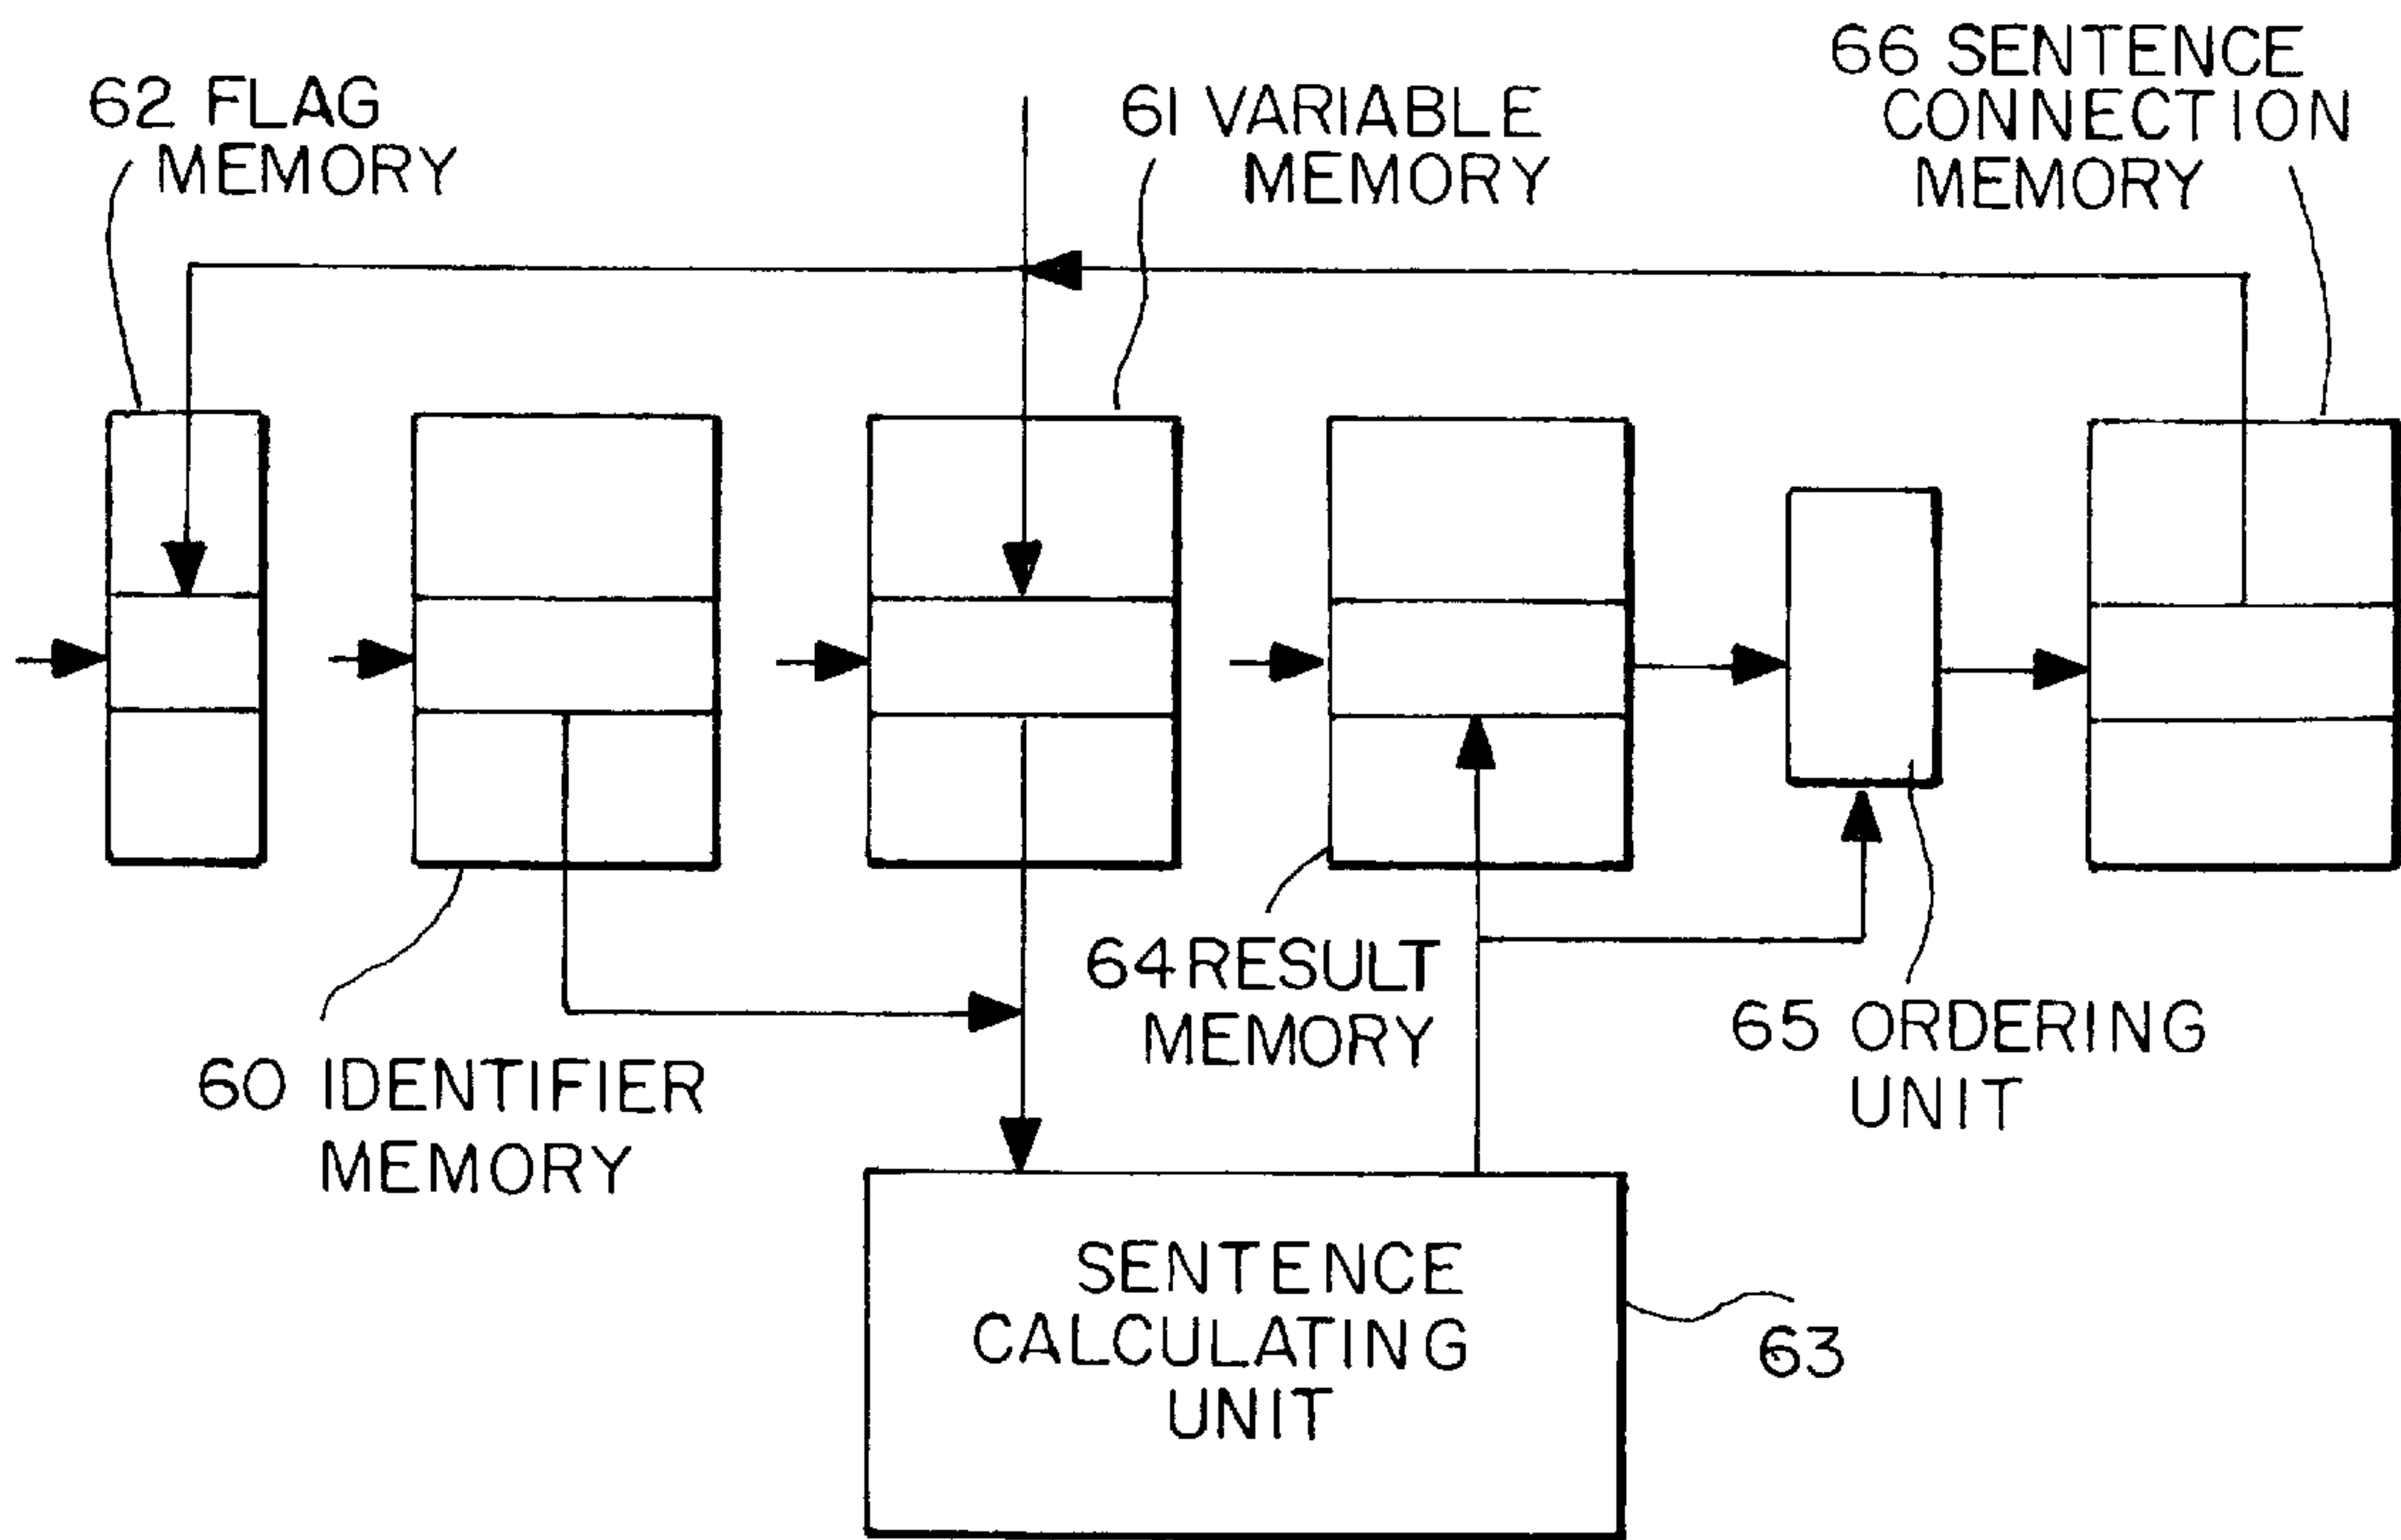 62 FLAG
MEMORY
61 VARIABLE
MEMORY
66 SENTENCE
CONNECTION
MEMORY
64 RESULT
MEMORY
65 ORDERING
UNIT
60 IDENTIFIER
MEMORY
SENTENCE
CALCULATING
UNIT
63